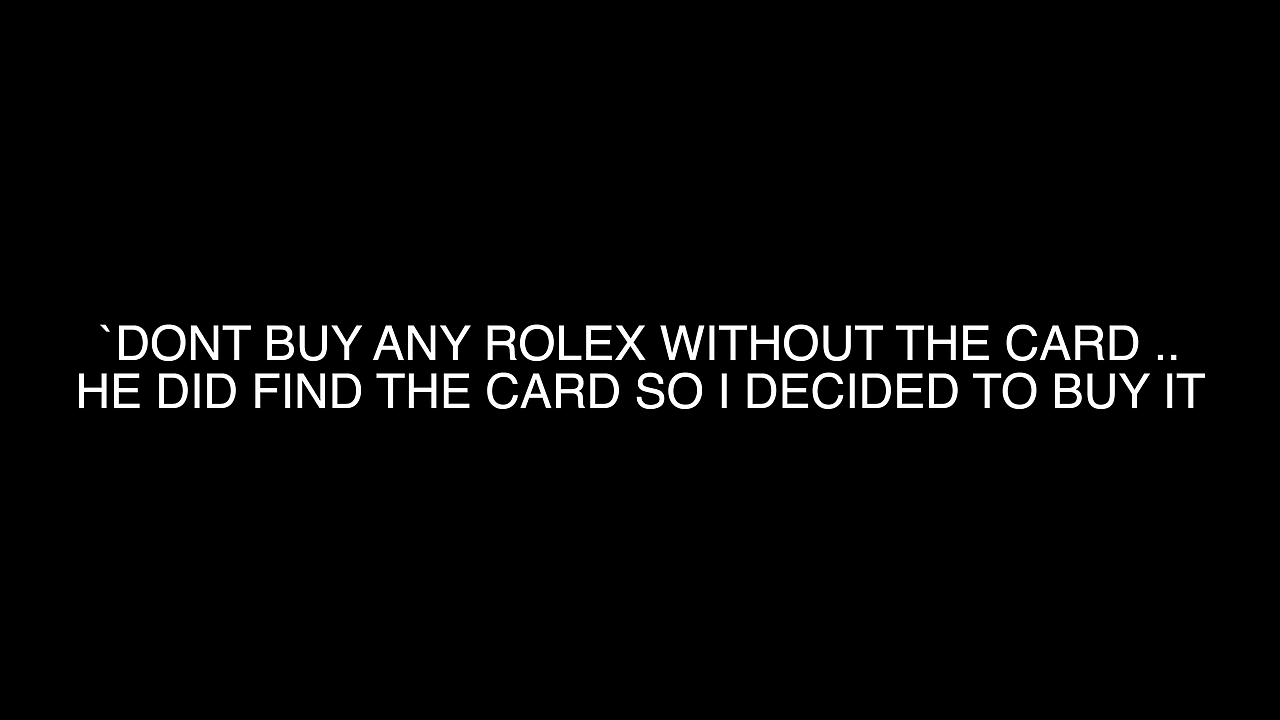 `DONT BUY ANY ROLEX WITHOUT THE CARD ..
HE DID FIND THE CARD SO I DECIDED TO BUY IT